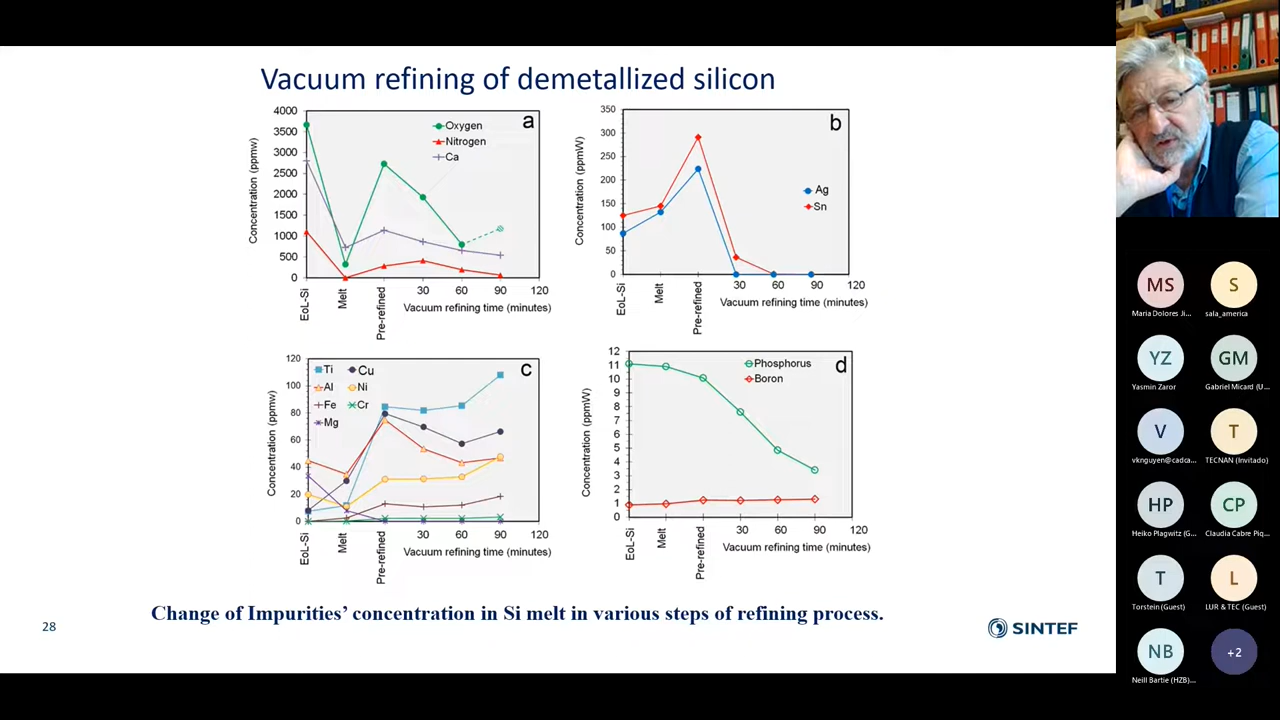 Vacuum refining of demetallized silicon
a
Oxygen
Nitrogen
Ca
Concentration (ppmw)
4000
3500
3000
2500
2000
1500
1000
500
0
EoL-Si
Melt
Pre-refined
30
60
90
120
Vacuum refining time (minutes)
b
Ag
Sn
Concentration (ppmW)
350
300
250
200
150
100
50
0
EoL-Si
Melt
Pre-refined
30
60
90
120
Vacuum refining time (minutes)
c
Ti
Cu
Al
Ni
Fe
Cr
Mg
Concentration (ppmW)
120
100
80
60
40
20
0
EoL-Si
Melt
Pre-refined
30
60
90
120
Vacuum refining time (minutes)
d
Phosphorus
Boron
Concentration (ppmW)
12
11
10
9
8
7
6
5
4
3
2
1
0
EoL-Si
Melt
Pre-refined
30
60
90
120
Vacuum refining time (minutes)
Change of Impurities’ concentration in Si melt in various steps of refining process.
28
SINTEF
MS
Maria Dolores Ji...
S
sala_america
YZ
Yasmin Zaror
GM
Gabriel Micard (U...
V
vknguyen@cadca...
T
TECNAN (Invitado)
HP
Heiko Plagwitz (G...
CP
Claudia Cabre Piq...
T
Torstein (Guest)
L
LUR & TEC (Guest)
NB
Neill Bartie (HZB)...
+2